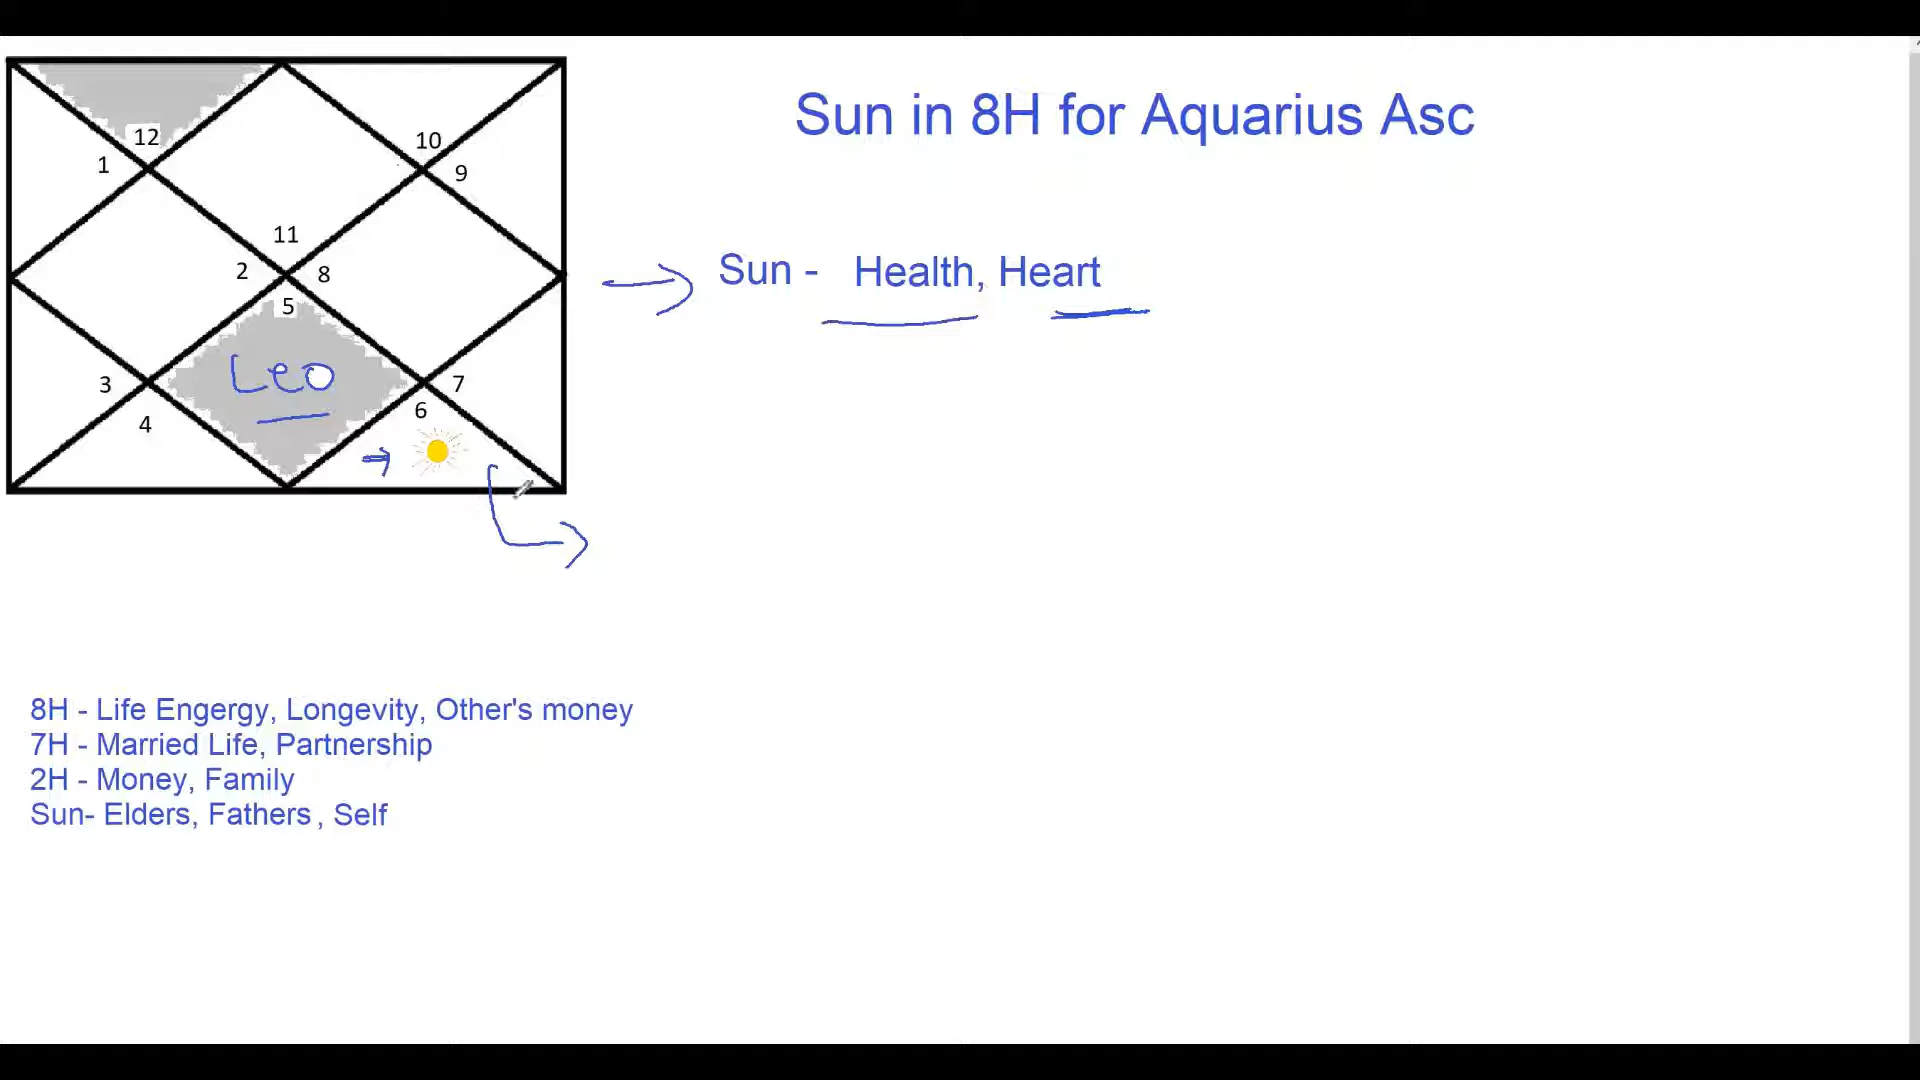 Sun in 8H for Aquarius Asc
12
10
1
9
11
2
8
5
Sun - Health, Heart
Leo
3
7
6
4
8H - Life Engergy, Longevity, Other's money
7H - Married Life, Partnership
2H - Money, Family
Sun- Elders, Fathers , Self